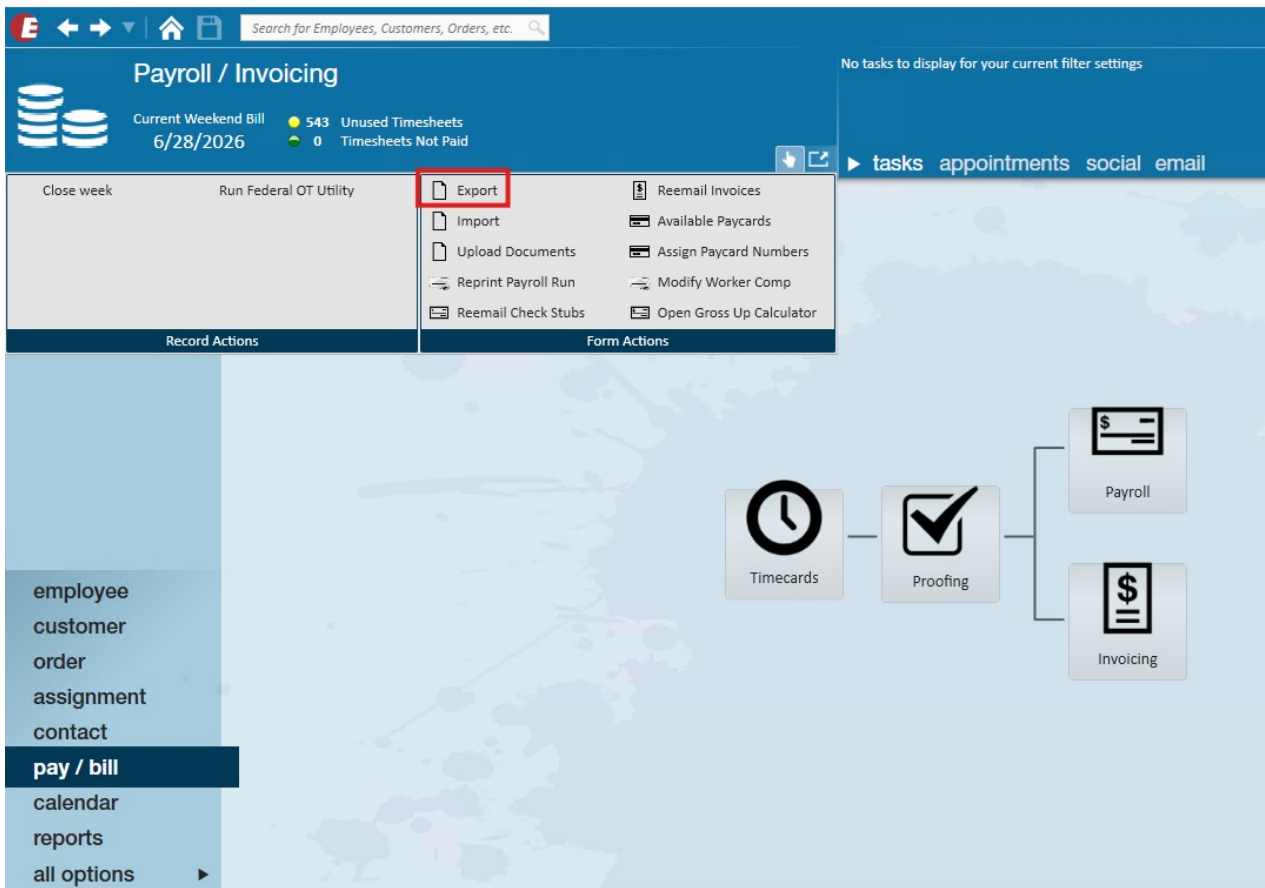 Search for Employees, Customers, Orders, etc.
Payroll / Invoicing
Current Weekend Bill
6/28/2026
543 Unused Timesheets
0 Timesheets Not Paid
No tasks to display for your current filter settings
tasks appointments social email
Close week
Run Federal OT Utility
Record Actions
Export
Import
Upload Documents
Reprint Payroll Run
Reemail Check Stubs
Reemail Invoices
Available Paycards
Assign Paycard Numbers
Modify Worker Comp
Open Gross Up Calculator
Form Actions
Timecards
Proofing
Payroll
Invoicing
employee
customer
order
assignment
contact
pay / bill
calendar
reports
all options